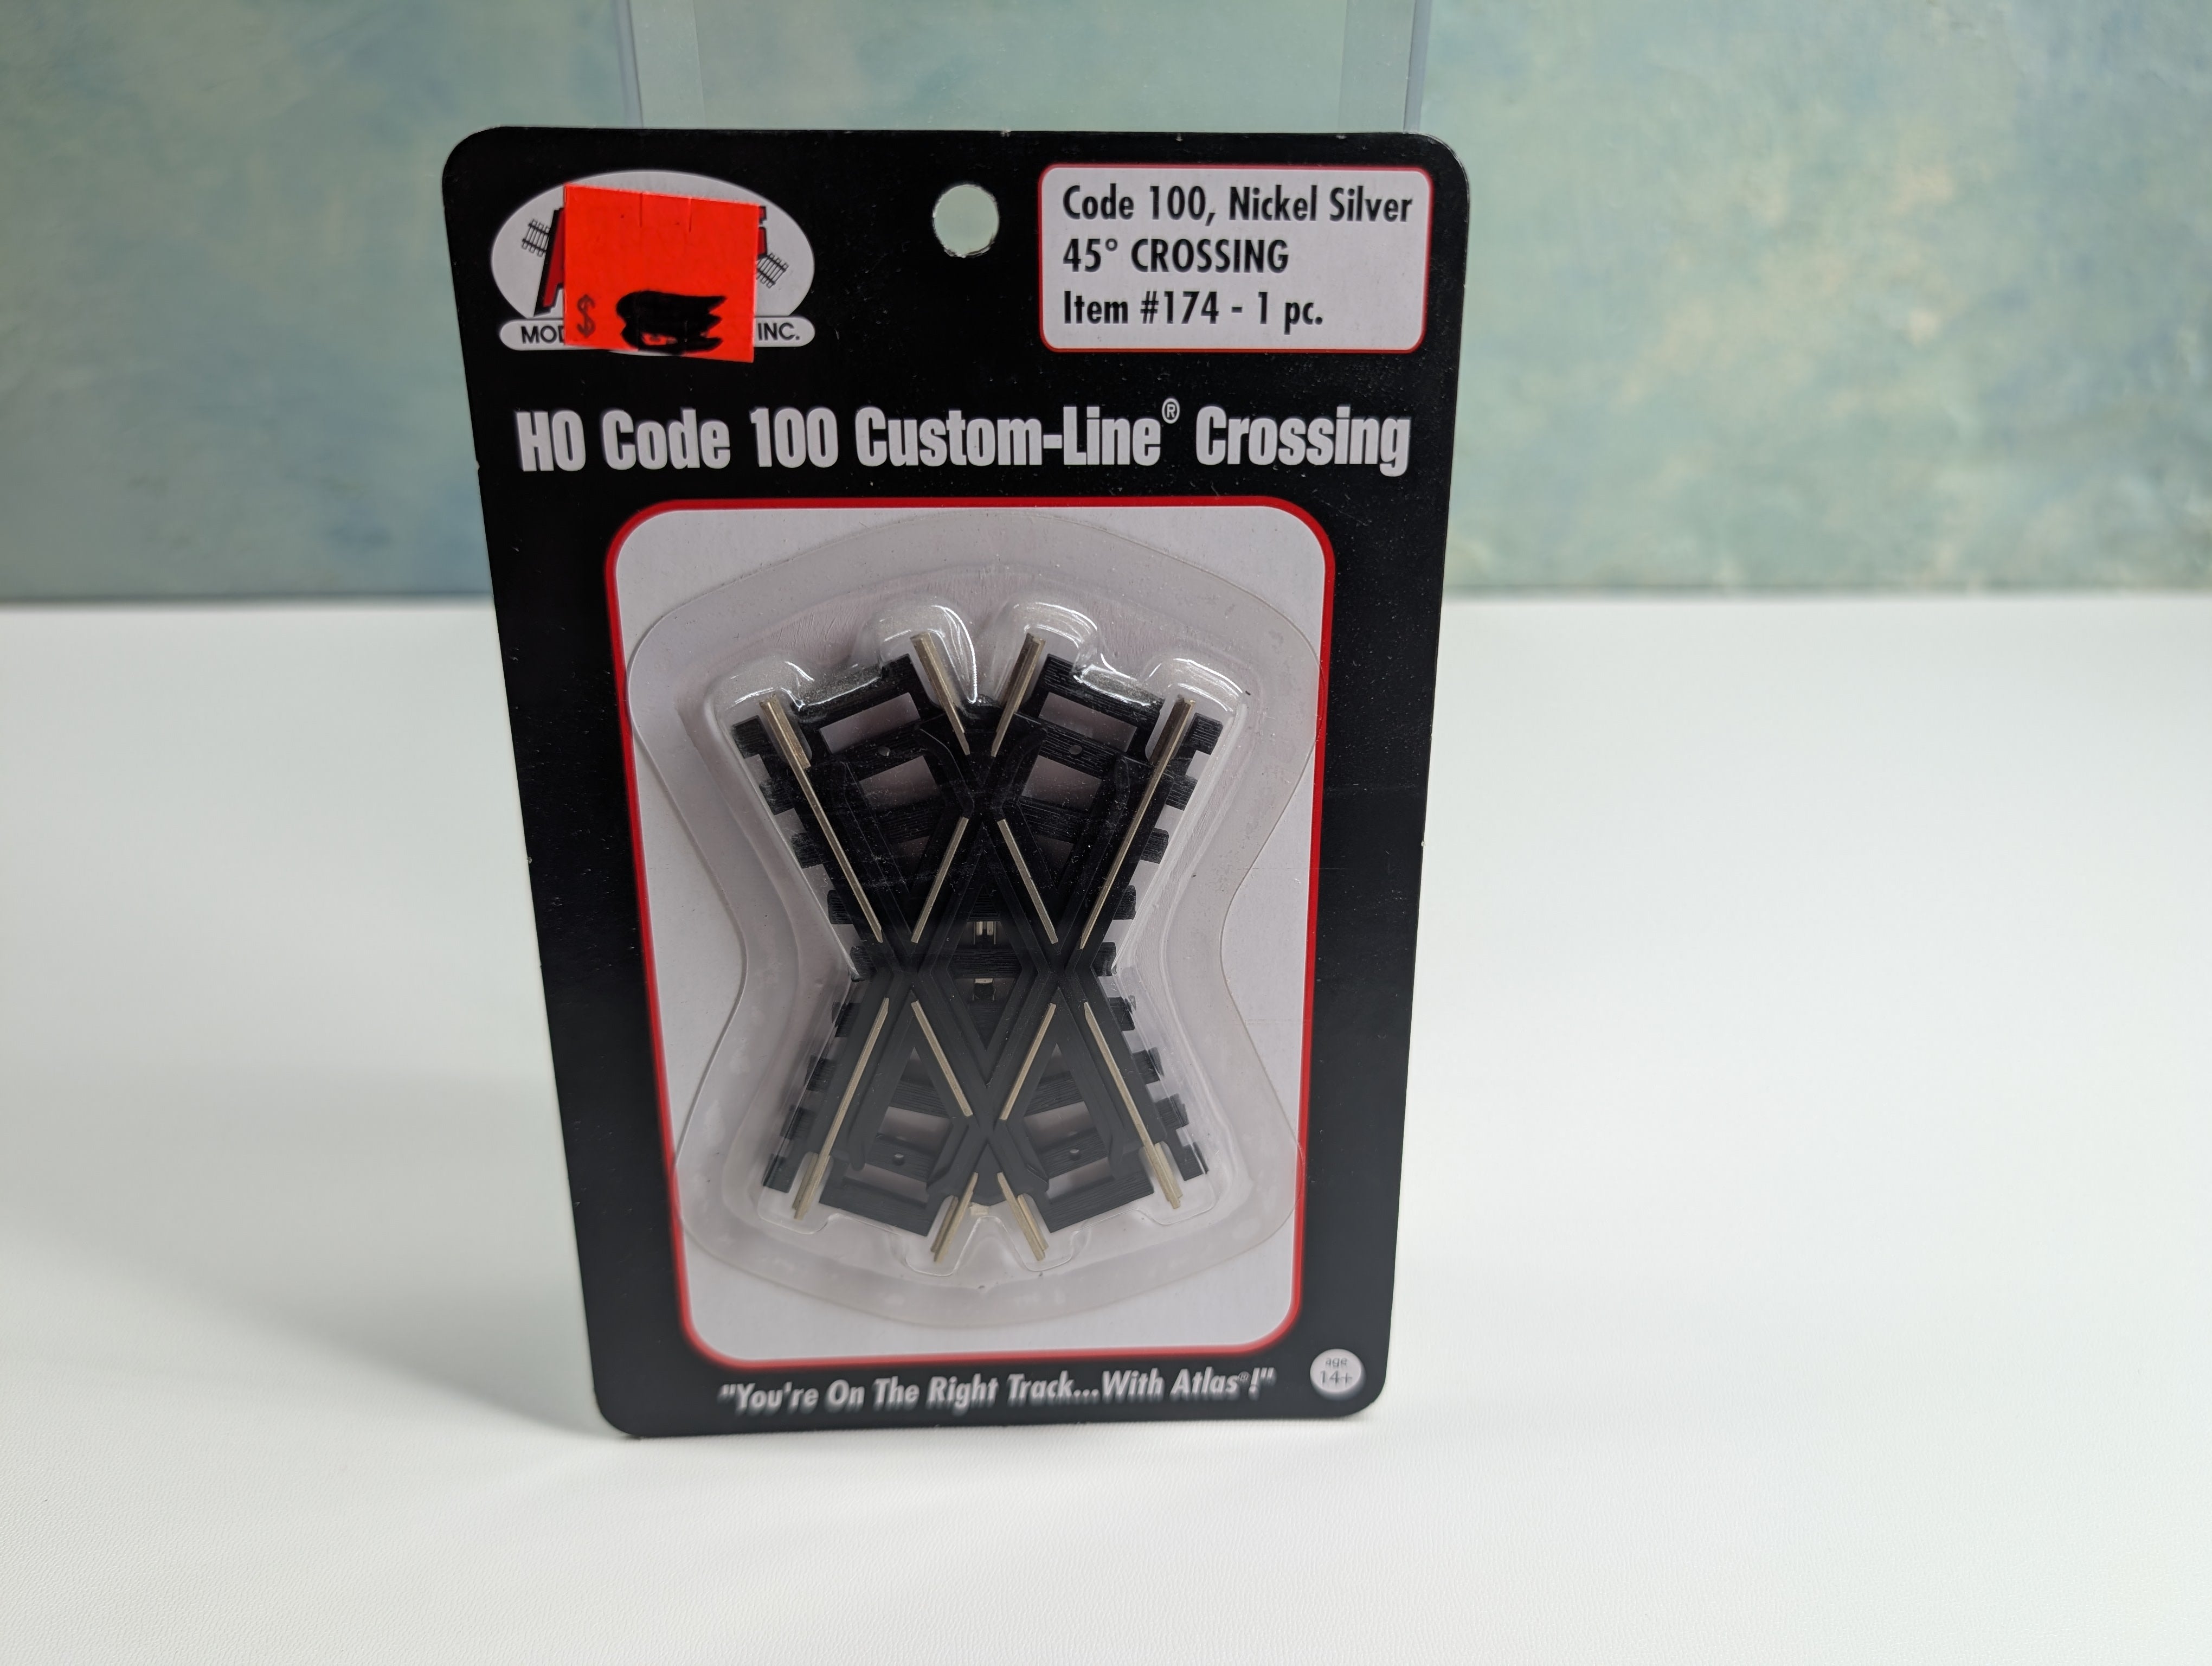 $
INC.
Code 100, Nickel Silver
45° CROSSING
Item #174 - 1 pc.
HO Code 100 Custom-Line® Crossing
"You're On The Right Track...With Atlas®!"
age
14+